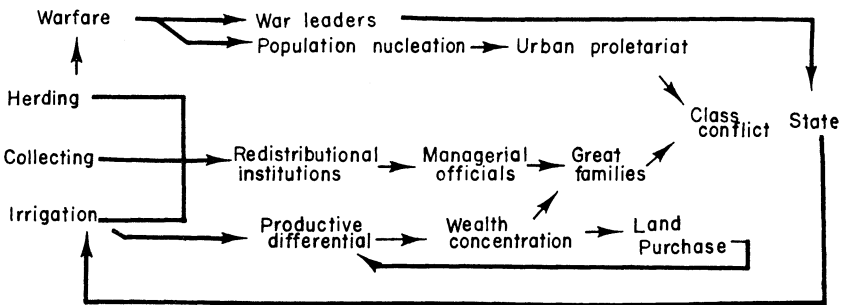 Warfare
War leaders
Population nucleation
Urban proletariat
Herding
Class
conflict
State
Collecting
Redistributional
institutions
Managerial
officials
Great
families
Irrigation
Productive
differential
Wealth
concentration
Land
Purchase